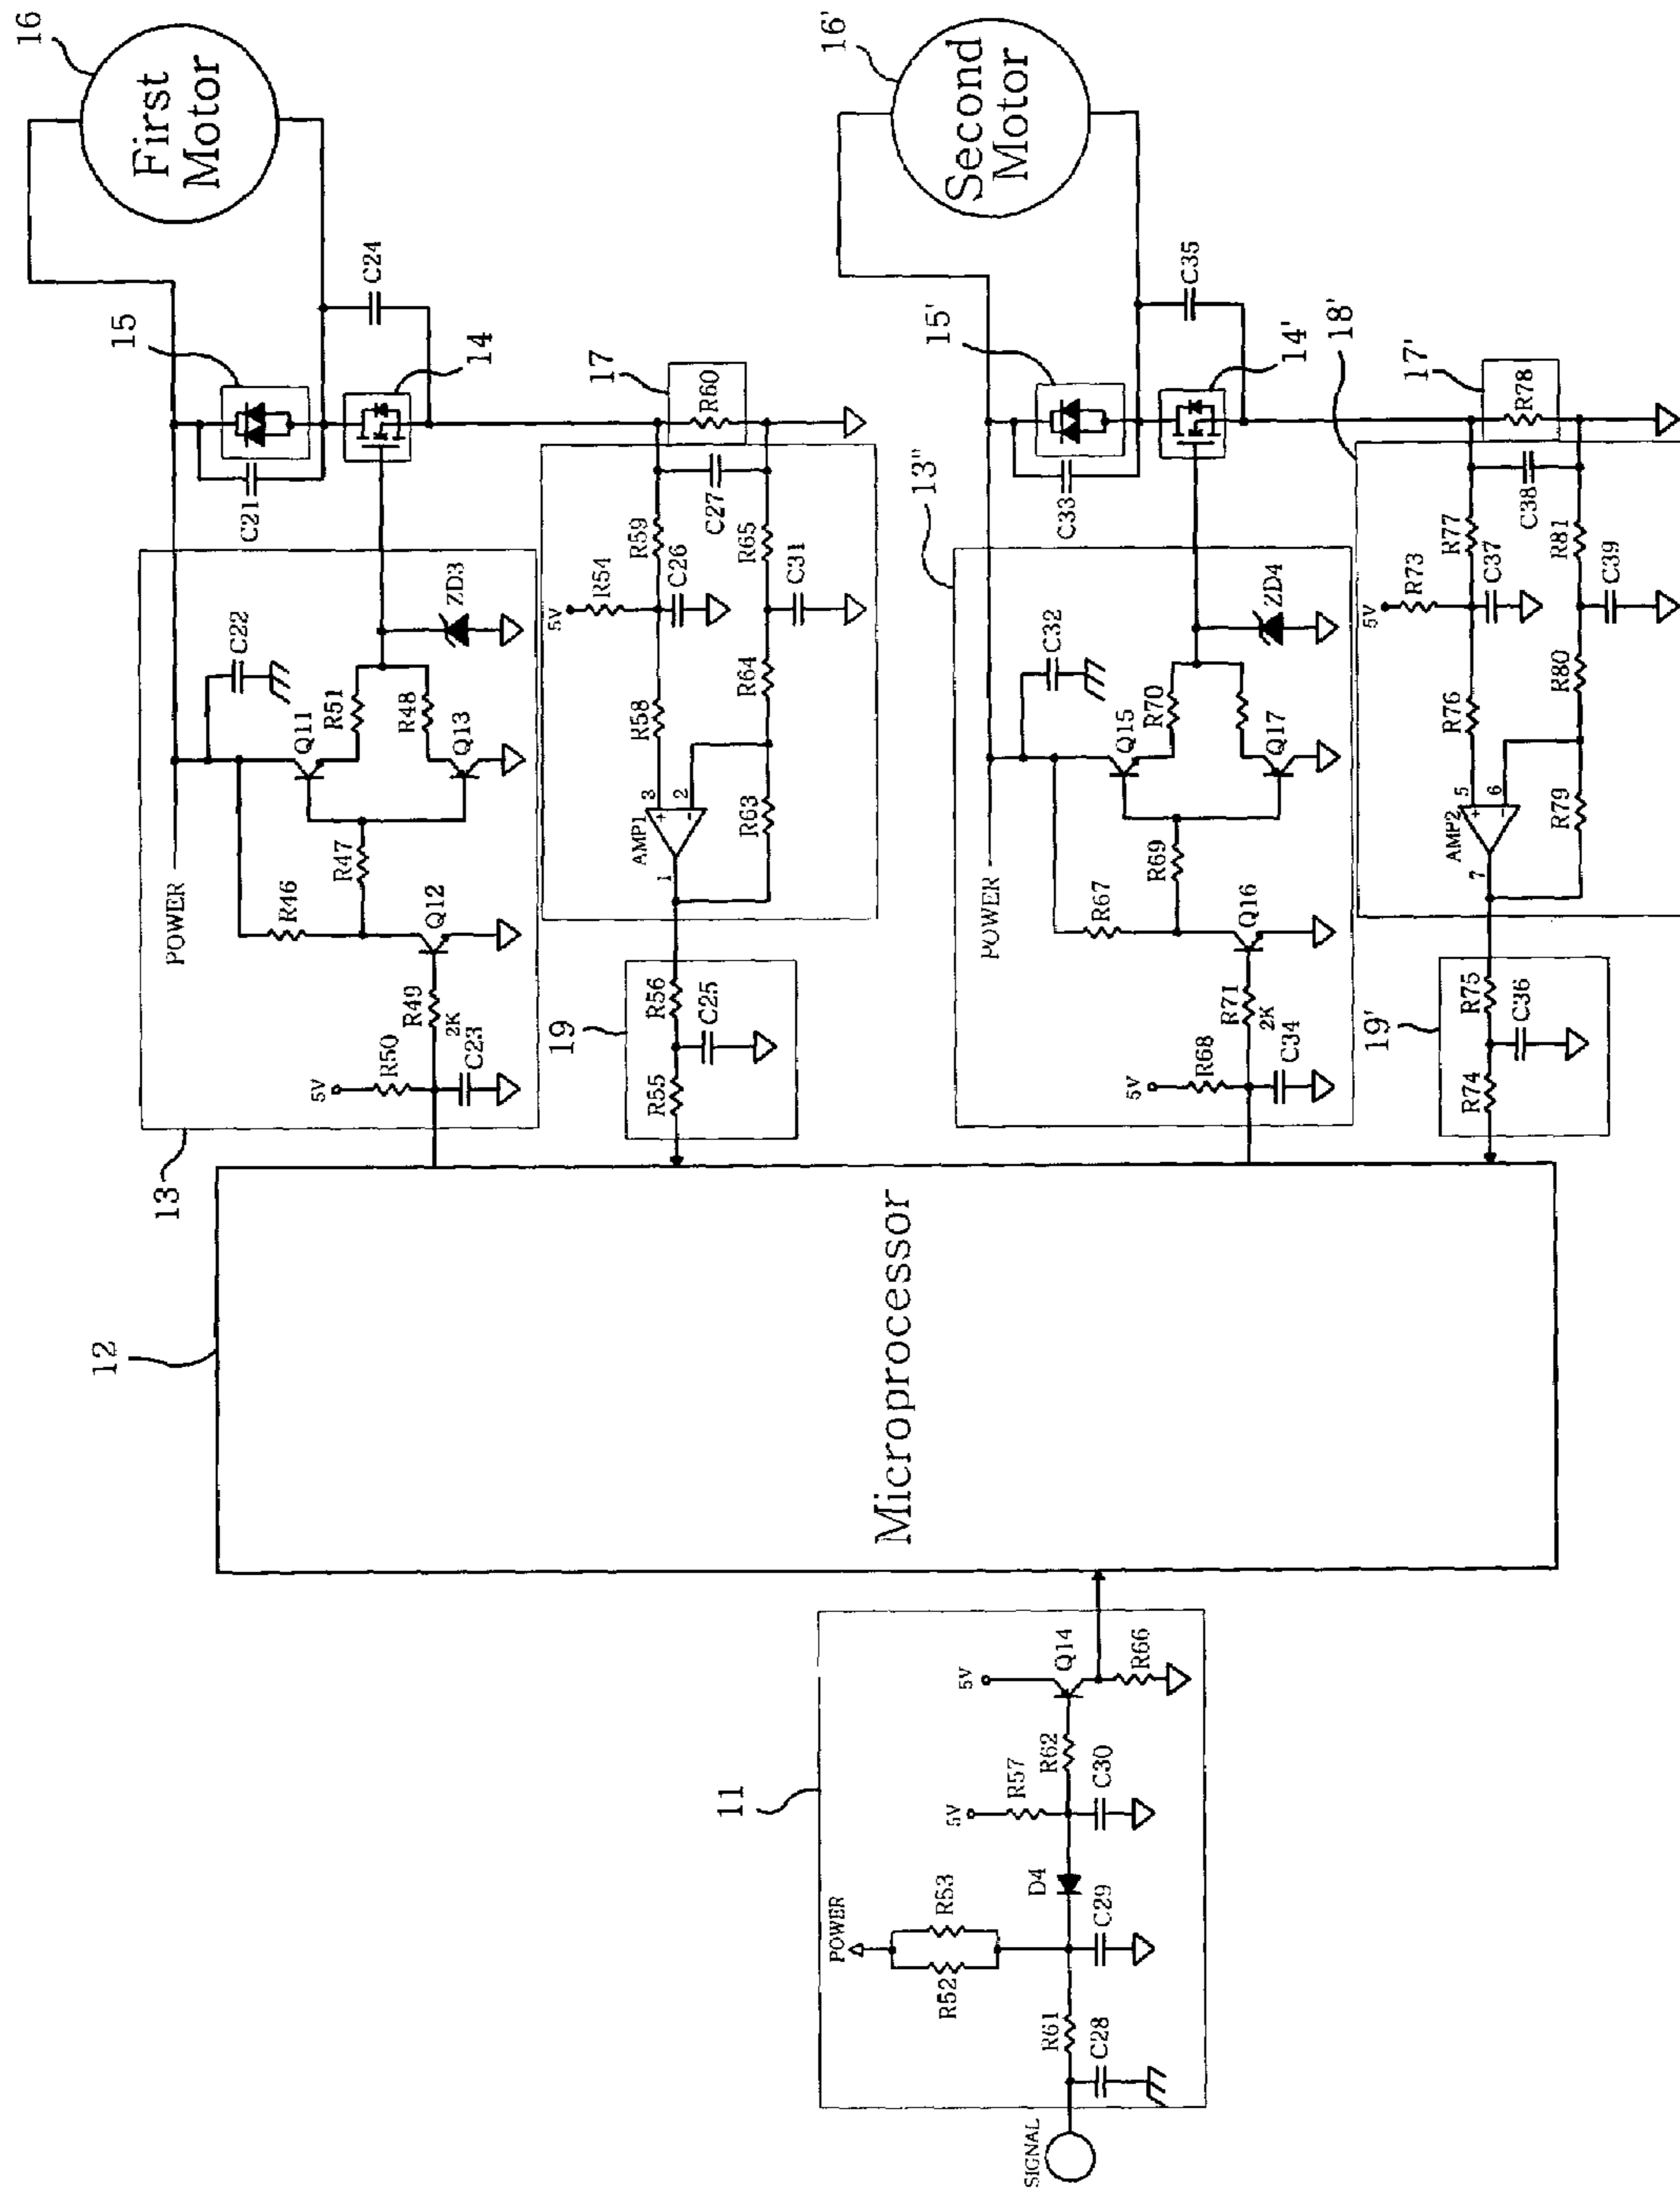 16
First
Motor
15
C24
C21
14
13
POWER
C22
Q11
R51
R46
R47
R48
Q13
ZD3
Q12
R49
2K
5V
R50
C23
17
R60
5V
R54
R59
C26
C27
R58
R65
C31
R64
AMP1
3
2
1
R63
19
R56
C25
R55
16'
Second
Motor
15'
C35
C33
14'
13"
POWER
C32
Q15
R70
R67
R69
Q17
ZD4
Q16
R71
2K
5V
R68
C34
18'
17'
R78
5V
R73
R77
C37
C38
R76
R81
C39
R80
AMP2
5
6
7
R79
19'
R75
C36
R74
12
Microprocessor
11
5V
Q14
R66
R62
5V
R57
C30
D4
POWER
R53
R52
C29
R61
C28
SIGNAL